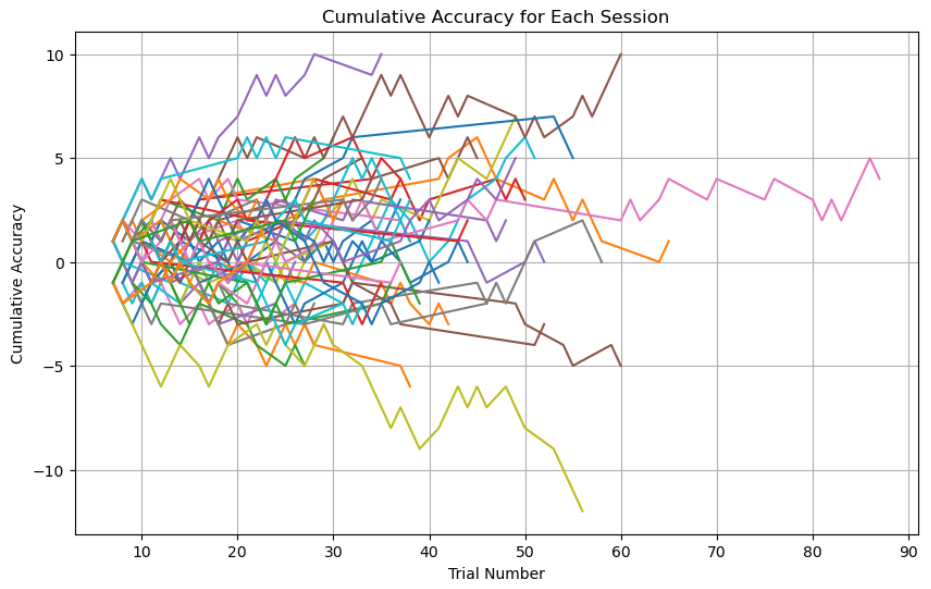 Cumulative Accuracy for Each Session
Cumulative Accuracy
10
5
0
−5
−10
10 20 30 40 50 60 70 80 90
Trial Number